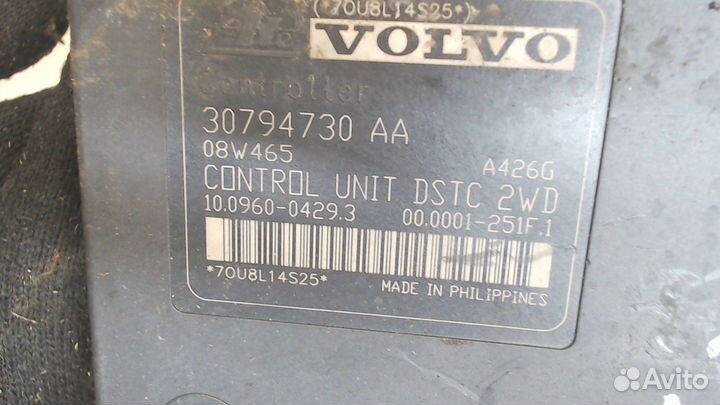 (*70U8L14S25*)
VOLVO
Controller
30794730 AA
08W465 A426G
CONTROL UNIT DSTC 2WD
10.0960-0429.3 00.0001-251F.1
*70U8L14S25* MADE IN PHILIPPINES
Avito